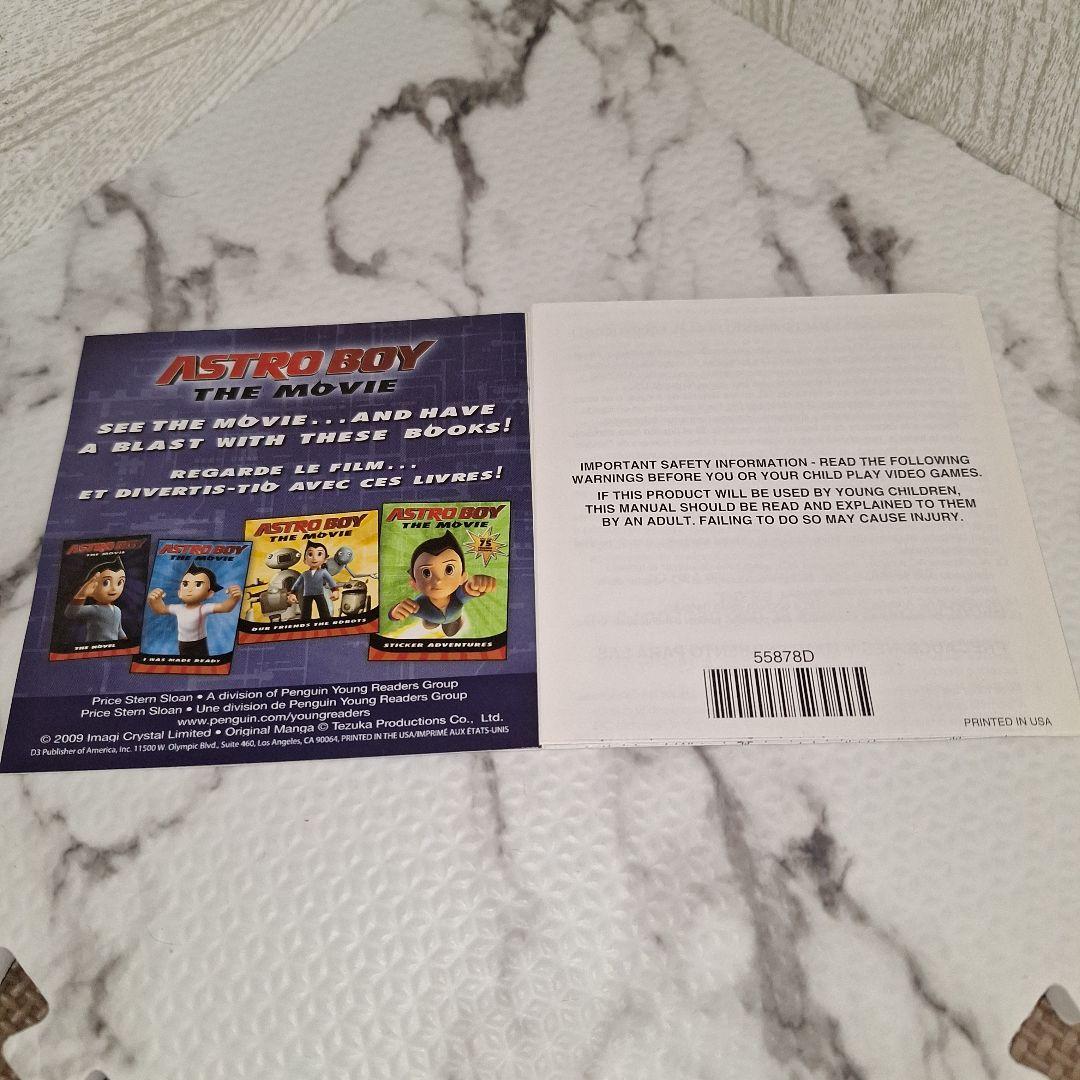 ASTRO BOY
THE MOVIE
SEE THE MOVIE...AND HAVE
A BLAST WITH THESE BOOKS!
REGARDE LE FILM...
ET DIVERTIS-TIO AVEC CES LIVRES!
ASTRO BOY
THE MOVIE
THE NOVEL
ASTRO BOY
THE MOVIE
I WAS MADE READY
ASTRO BOY
THE MOVIE
OUR FRIENDS THE ROBOTS
ASTRO BOY
THE MOVIE
75
STICKER ADVENTURES
Price Stern Sloan • A division of Penguin Young Readers Group
Price Stern Sloan • Une division de Penguin Young Readers Group
www.penguin.com/youngreaders
© 2009 Imagi Crystal Limited • Original Manga © Tezuka Productions Co., Ltd.
D3 Publisher of America, Inc. 11500 W. Olympic Blvd., Suite 460, Los Angeles, CA 90064, PRINTED IN THE USA/IMPRIMÉ AUX ÉTATS-UNIS
IMPORTANT SAFETY INFORMATION - READ THE FOLLOWING
WARNINGS BEFORE YOU OR YOUR CHILD PLAY VIDEO GAMES.
IF THIS PRODUCT WILL BE USED BY YOUNG CHILDREN,
THIS MANUAL SHOULD BE READ AND EXPLAINED TO THEM
BY AN ADULT. FAILING TO DO SO MAY CAUSE INJURY.
55878D
PRINTED IN USA